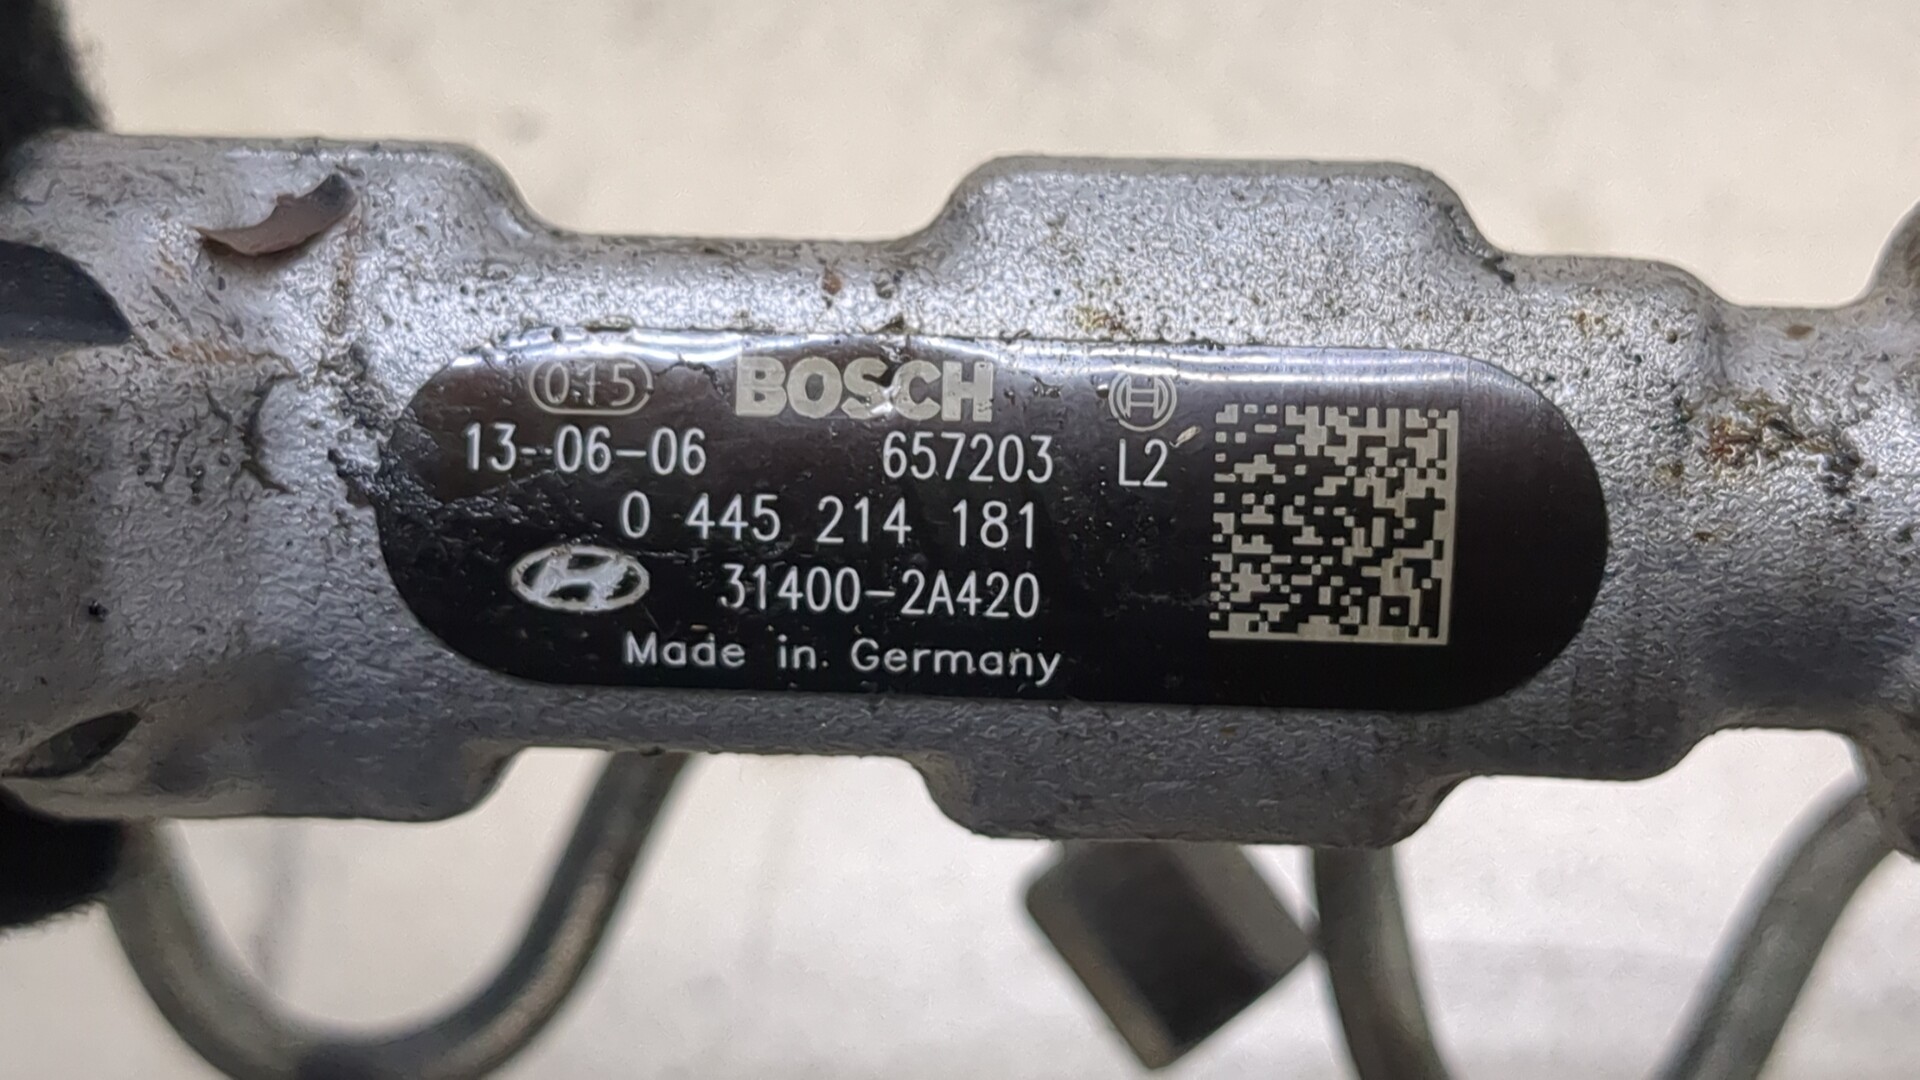 015 BOSCH
13-06-06 657203 L2
0 445 214 181
31400-2A420
Made in Germany